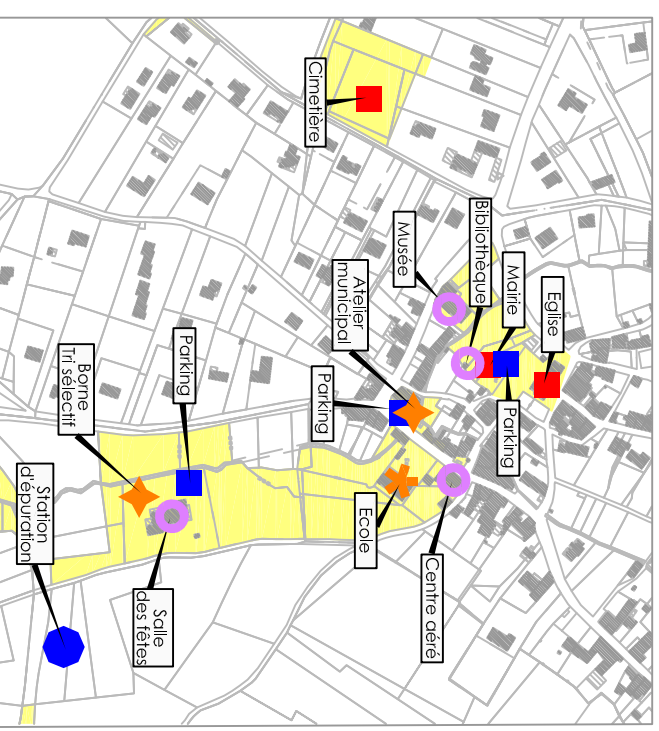 Eglise
Mairie
Parking
Bibliothèque
Centre aéré
Musée
Ecole
Atelier
municipal
Parking
Cimetière
Parking
Salle
des fêtes
Borne
Tri sélectif
Station
d'épuration